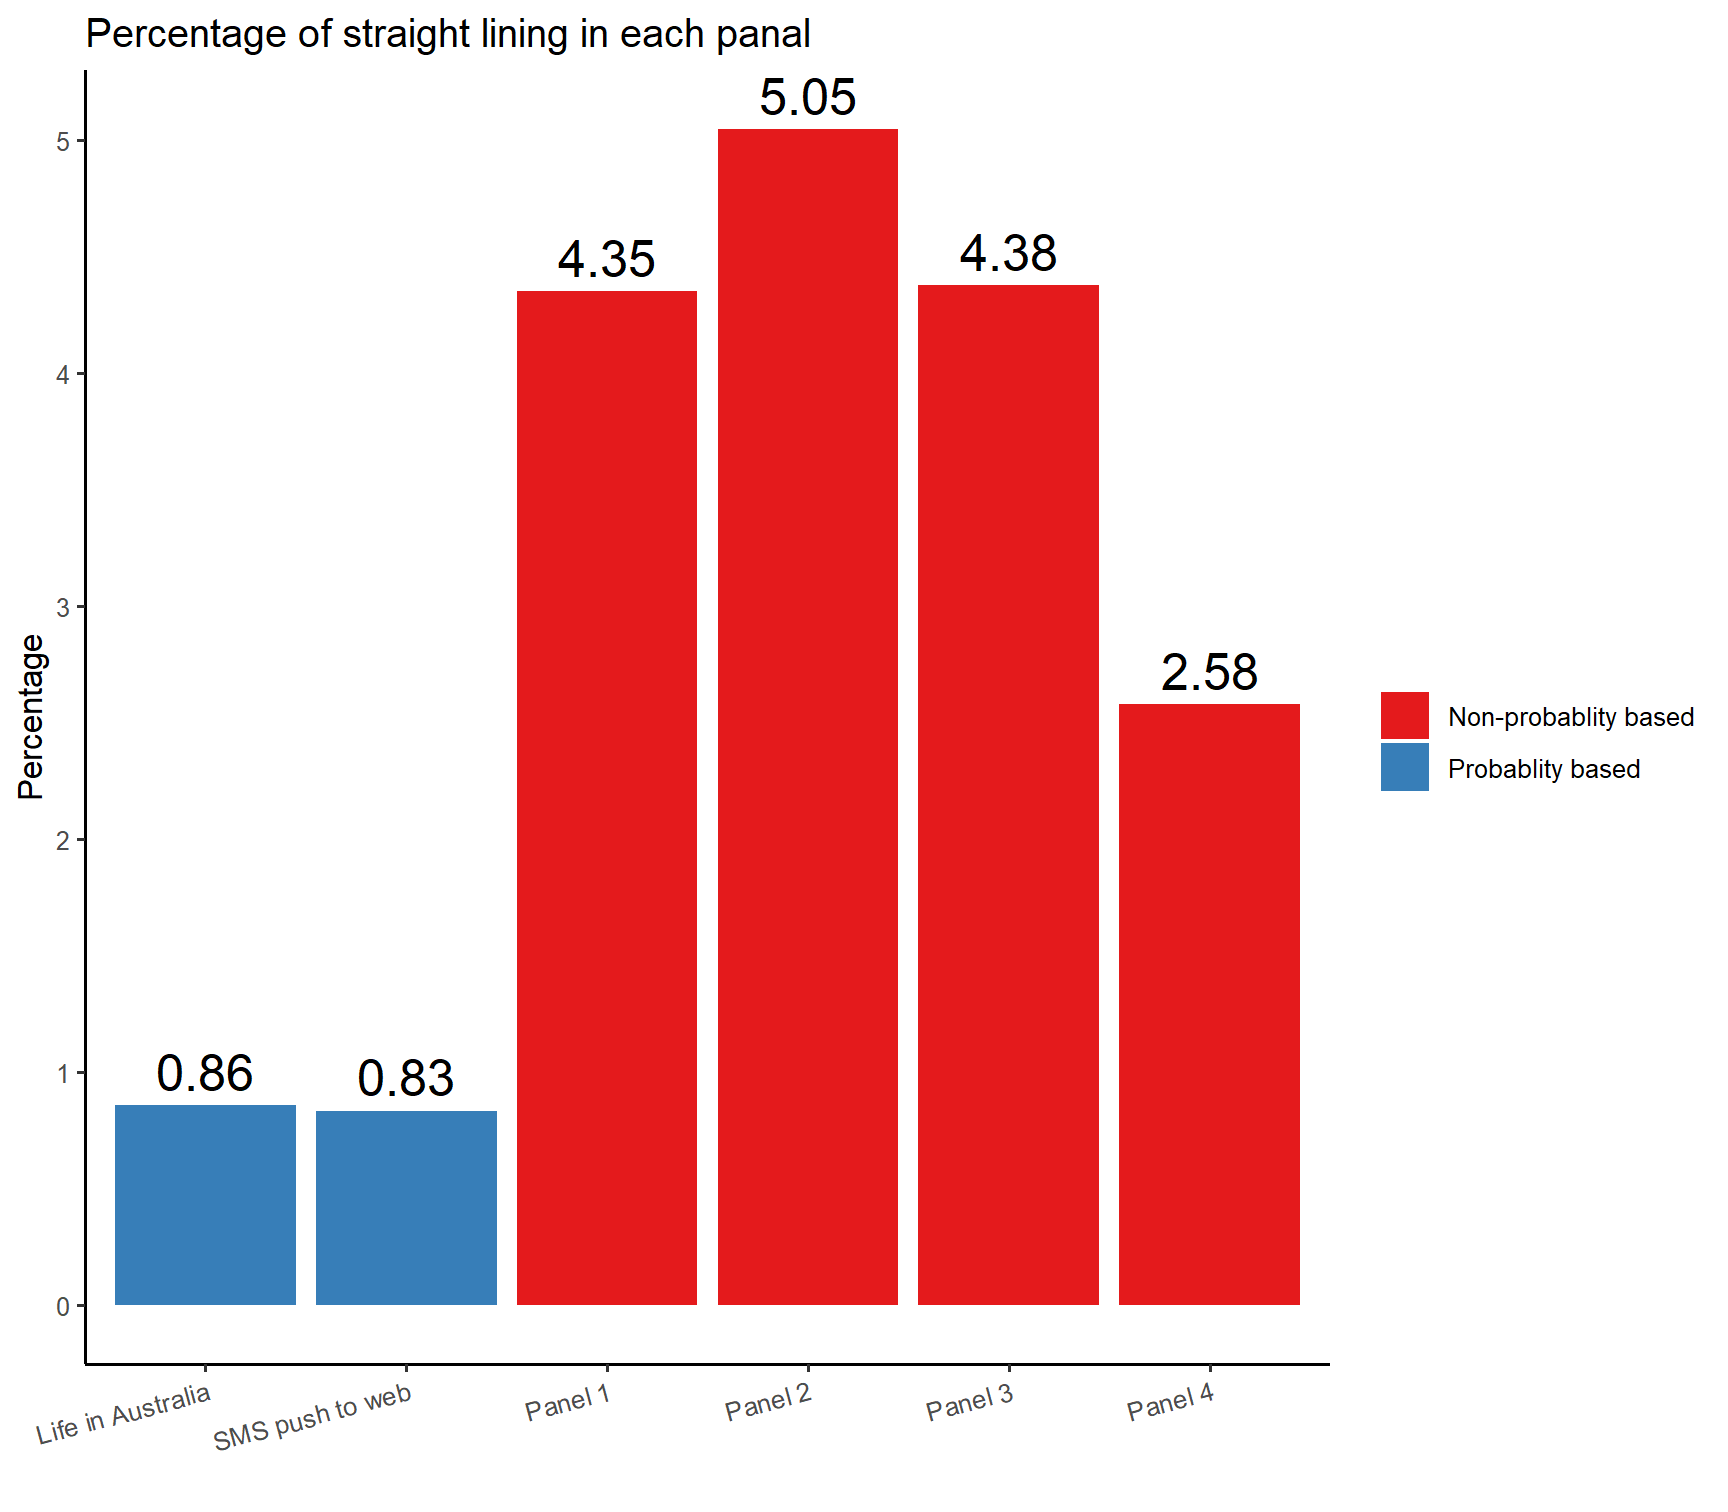 Percentage of straight lining in each panal
5.05
5
4.38
4.35
4
3
2.58
Percentage
Non-probablity based
Probablity based
2
1
0.86
0.83
0
Life in Australia
SMS push to web
Panel 1
Panel 2
Panel 3
Panel 4